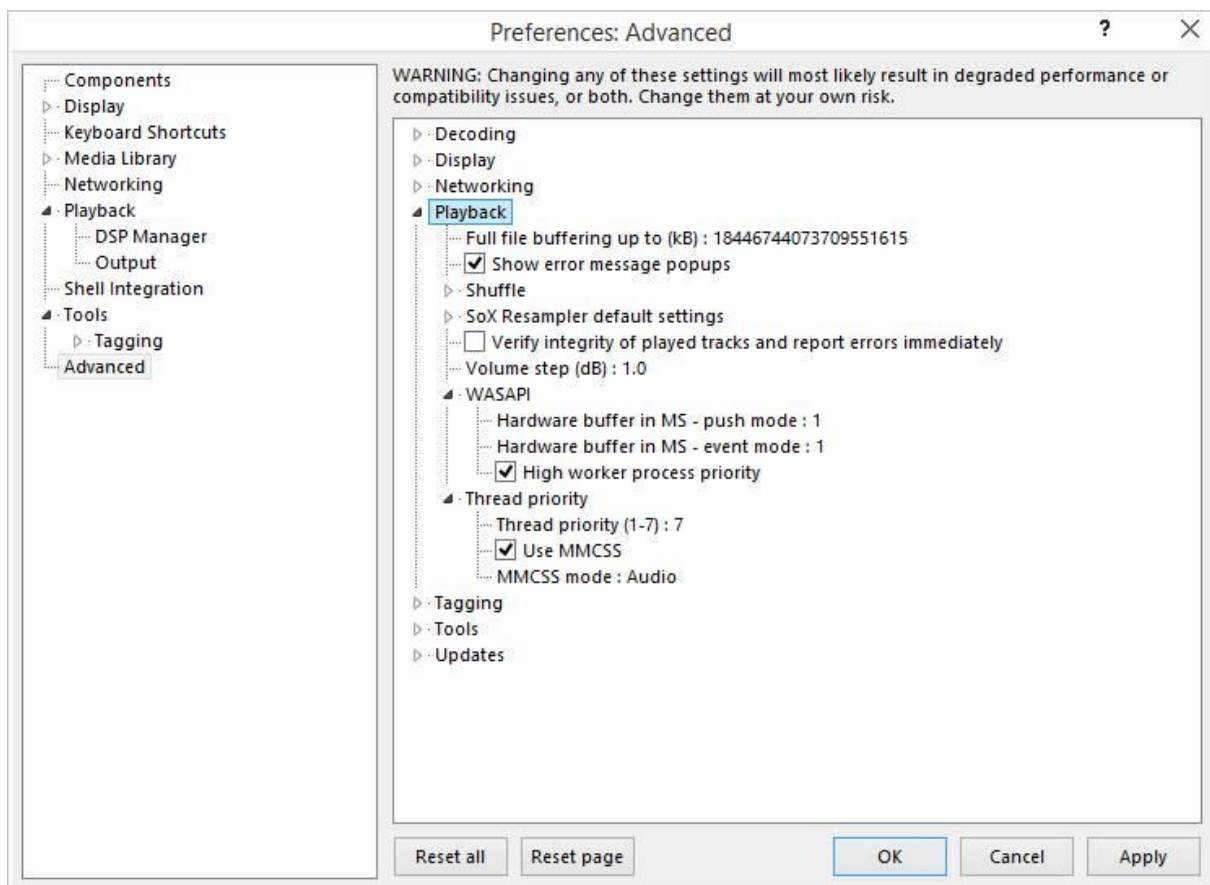 Preferences: Advanced
?
Components
Display
Keyboard Shortcuts
Media Library
Networking
Playback
DSP Manager
Output
Shell Integration
Tools
Tagging
Advanced
WARNING: Changing any of these settings will most likely result in degraded performance or
compatibility issues, or both. Change them at your own risk.
Decoding
Display
Networking
Playback
Full file buffering up to (kB) : 18446744073709551615
Show error message popups
Shuffle
SoX Resampler default settings
Verify integrity of played tracks and report errors immediately
Volume step (dB) : 1.0
WASAPI
Hardware buffer in MS - push mode : 1
Hardware buffer in MS - event mode : 1
High worker process priority
Thread priority
Thread priority (1-7) : 7
Use MMCSS
MMCSS mode : Audio
Tagging
Tools
Updates
Reset all
Reset page
OK
Cancel
Apply